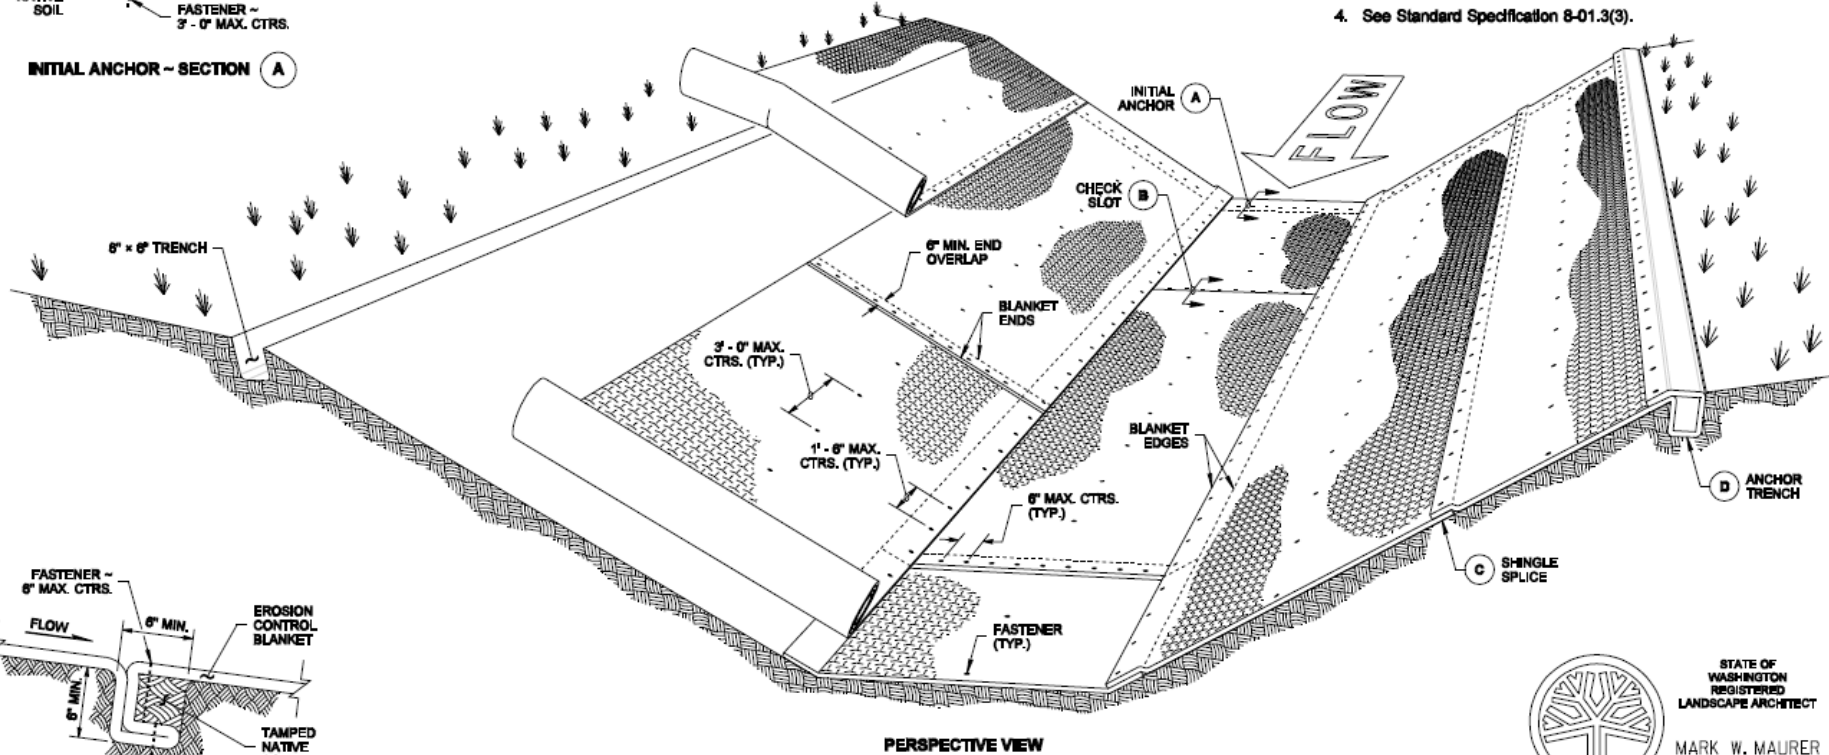 SOIL
FASTENER ~
3' - 0" MAX. CTRS.
INITIAL ANCHOR ~ SECTION A
4. See Standard Specification 8-01.3(3).
INITIAL
ANCHOR
A
FLOW
CHECK
SLOT
B
6" × 6" TRENCH
6" MIN. END
OVERLAP
BLANKET
ENDS
3' - 0" MAX.
CTRS. (TYP.)
1' - 6" MAX.
CTRS. (TYP.)
BLANKET
EDGES
6" MAX. CTRS.
(TYP.)
D
ANCHOR
TRENCH
C
SHINGLE
SPLICE
FASTENER
(TYP.)
FASTENER ~
6" MAX. CTRS.
FLOW
6" MIN.
EROSION
CONTROL
BLANKET
6" MIN.
TAMPED
NATIVE
PERSPECTIVE VIEW
STATE OF
WASHINGTON
REGISTERED
LANDSCAPE ARCHITECT
MARK W. MAURER